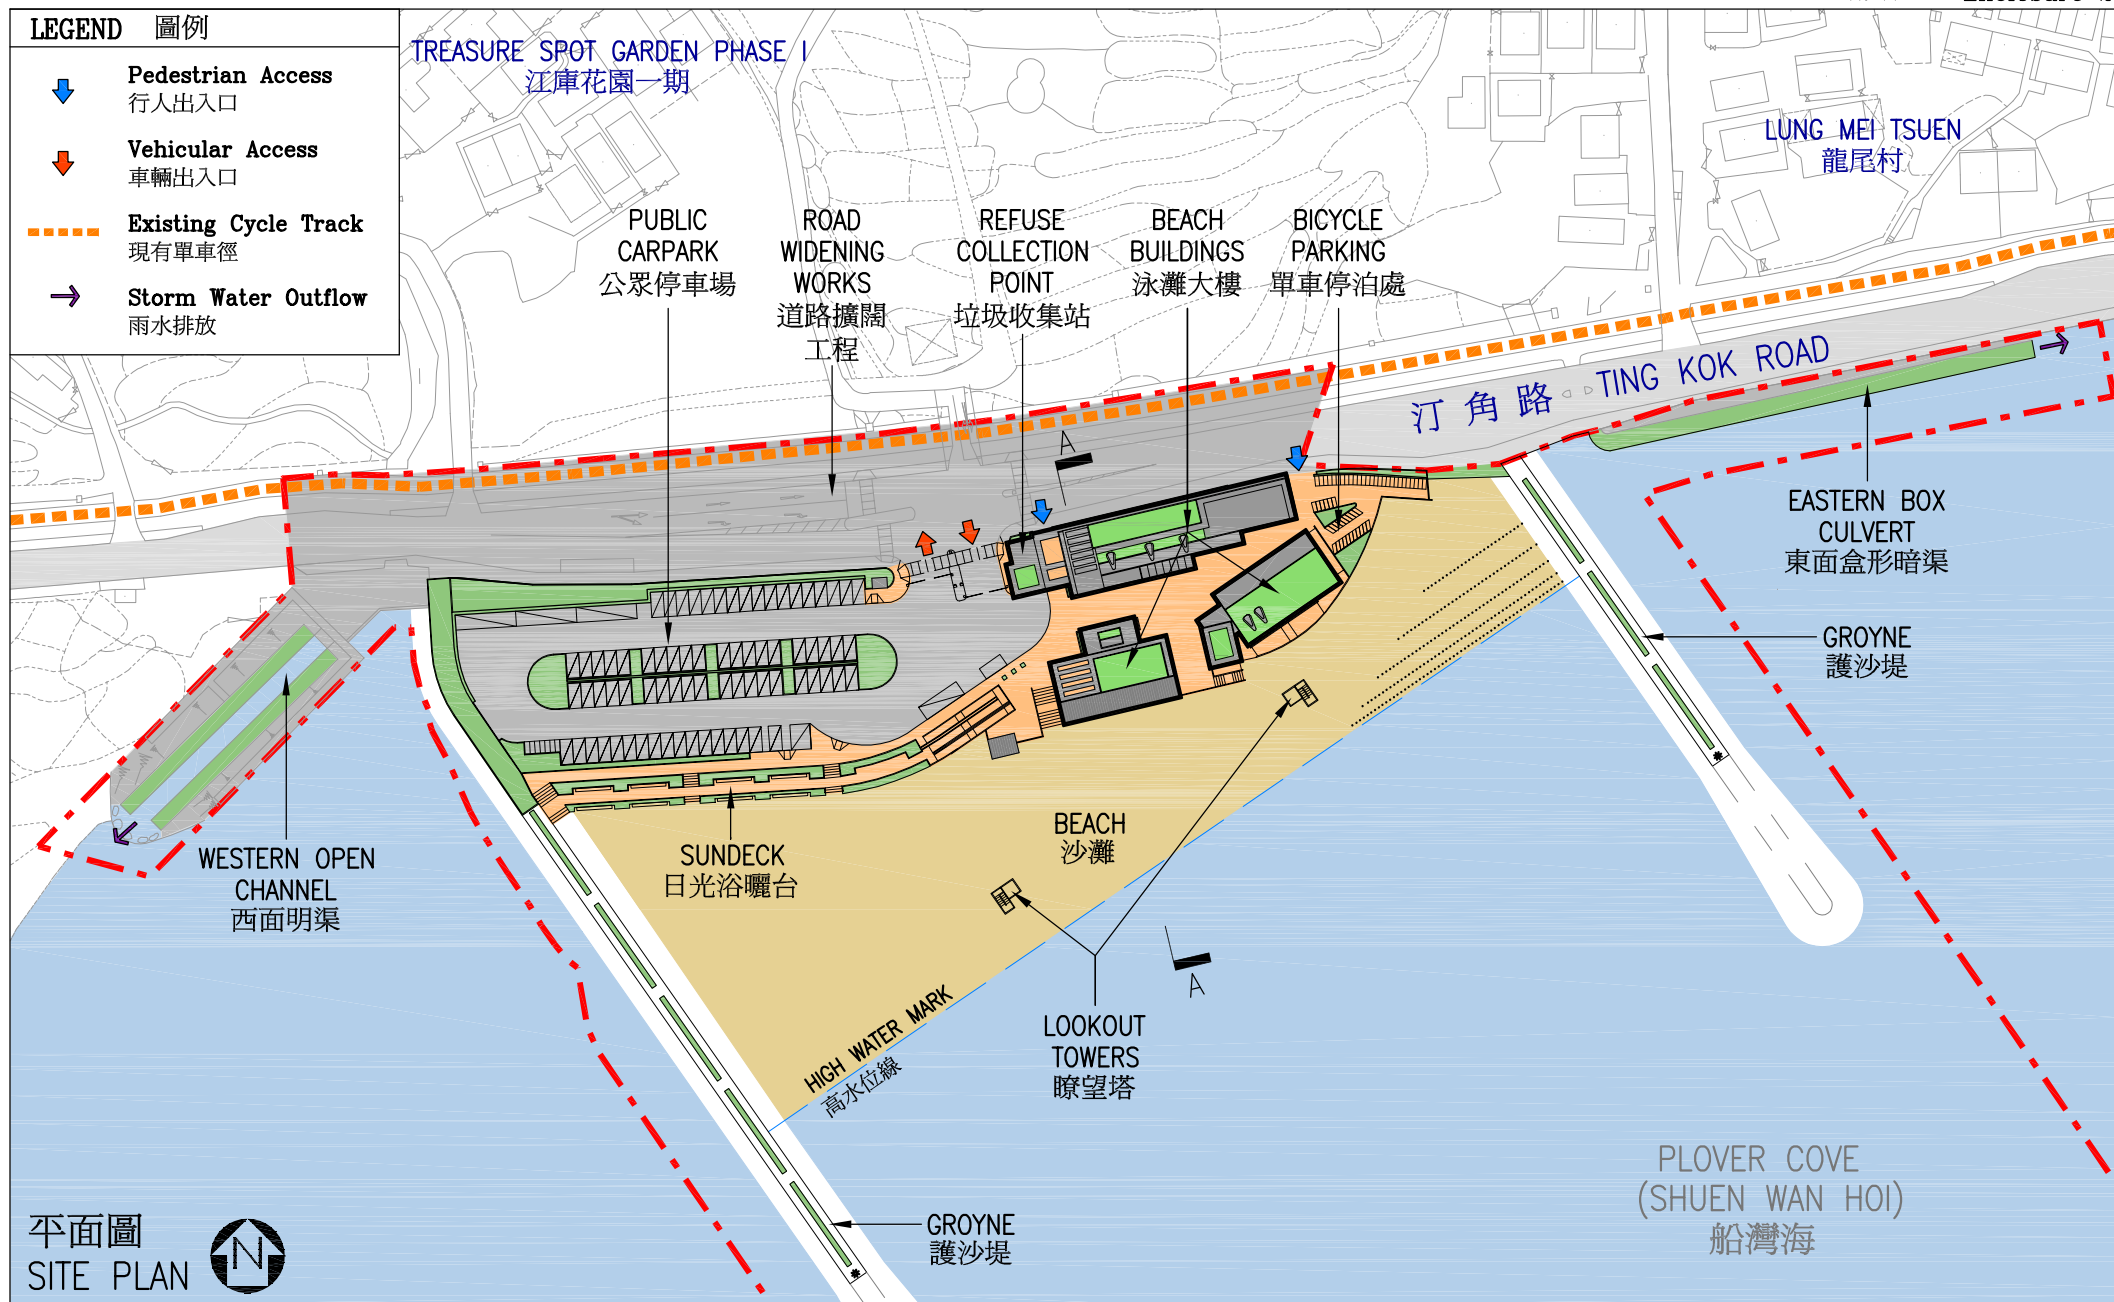 LEGEND 圖例
Pedestrian Access
行人出入口
Vehicular Access
車輛出入口
Existing Cycle Track
現有單車徑
Storm Water Outflow
雨水排放
TREASURE SPOT GARDEN PHASE I
江庫花園一期
LUNG MEI TSUEN
龍尾村
PUBLIC
CARPARK
公眾停車場
ROAD
WIDENING
WORKS
道路擴闊
工程
REFUSE
COLLECTION
POINT
垃圾收集站
BEACH
BUILDINGS
泳灘大樓
BICYCLE
PARKING
單車停泊處
汀角路 TING KOK ROAD
A
EASTERN BOX
CULVERT
東面盒形暗渠
GROYNE
護沙堤
WESTERN OPEN
CHANNEL
西面明渠
SUNDECK
日光浴曬台
BEACH
沙灘
A
HIGH WATER MARK
高水位線
LOOKOUT
TOWERS
瞭望塔
PLOVER COVE
(SHUEN WAN HOI)
船灣海
GROYNE
護沙堤
平面圖
SITE PLAN
N